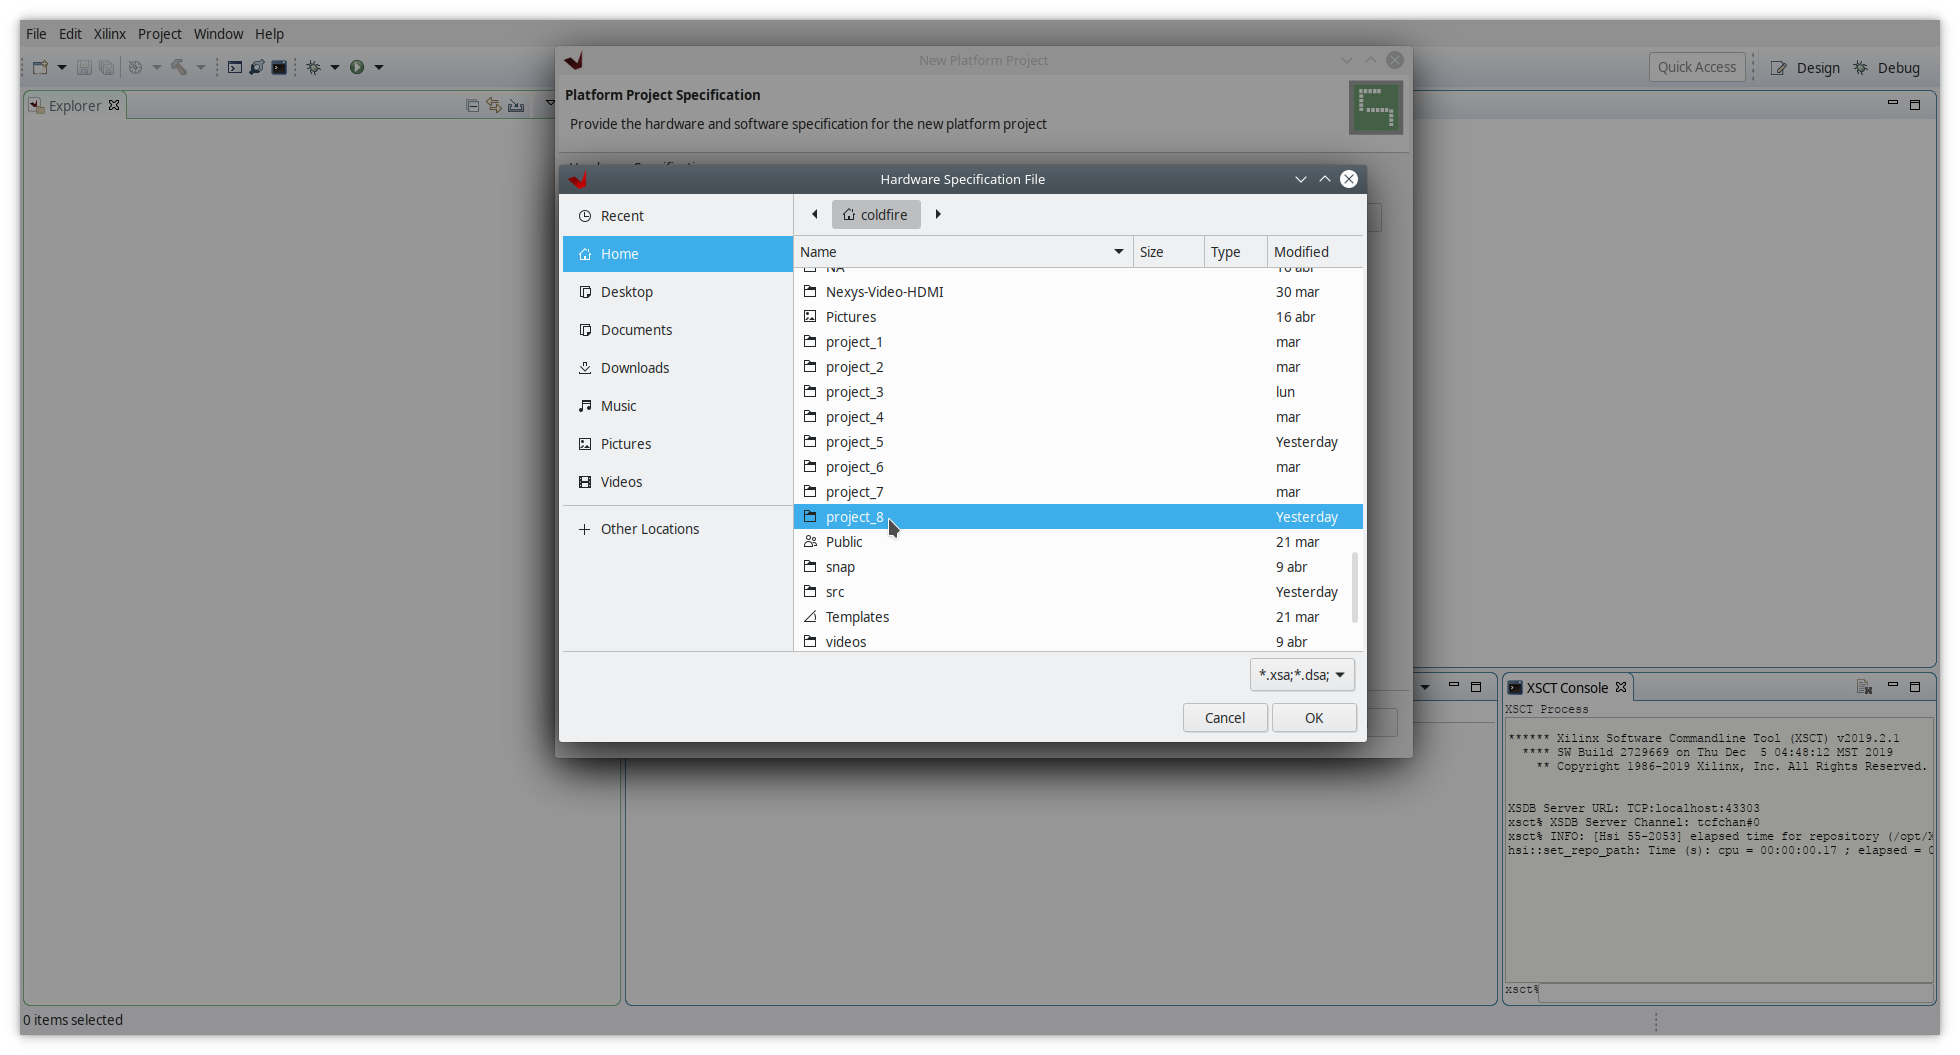 File Edit Xilinx Project Window Help
Quick Access Design Debug
Explorer
New Platform Project
Platform Project Specification
Provide the hardware and software specification for the new platform project
Hardware Specification File
Recent
Home
Desktop
Documents
Downloads
Music
Pictures
Videos
Other Locations
coldfire
Name Size Type Modified
NA 16 abr
Nexys-Video-HDMI 30 mar
Pictures 16 abr
project_1 mar
project_2 mar
project_3 lun
project_4 mar
project_5 Yesterday
project_6 mar
project_7 mar
project_8 Yesterday
Public 21 mar
snap 9 abr
src Yesterday
Templates 21 mar
videos 9 abr
*.xsa;*.dsa;
Cancel OK
XSCT Console
XSCT Process
****** Xilinx Software Commandline Tool (XSCT) v2019.2.1
**** SW Build 2729669 on Thu Dec 5 04:48:12 MST 2019
** Copyright 1986-2019 Xilinx, Inc. All Rights Reserved.
XSDB Server URL: TCP:localhost:43303
xsct% XSDB Server Channel: tcfchan#0
xsct% INFO: [Hsi 55-2053] elapsed time for repository (/opt/X
hsi::set_repo_path: Time (s): cpu = 00:00:00.17 ; elapsed = 0
xsct%
0 items selected